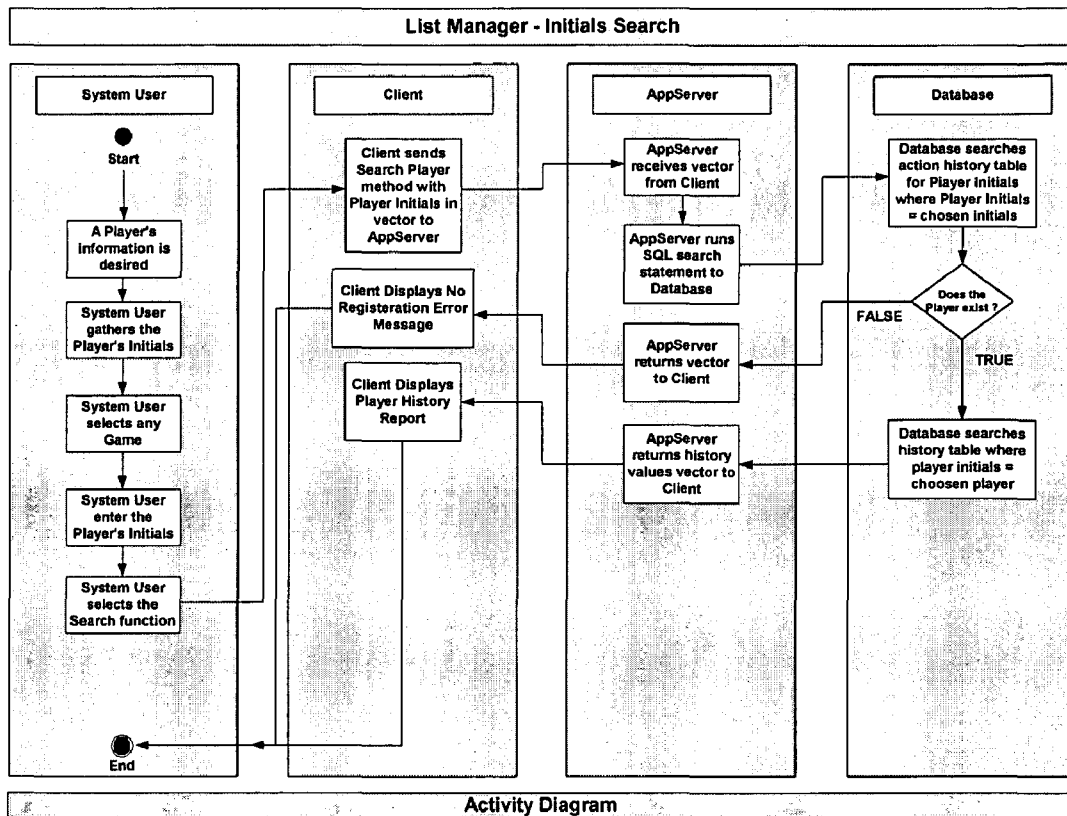 List Manager - Initials Search
System User
Start
A Player's
information is
desired
System User
gathers the
Player's Initials
System User
selects any
Game
System User
enter the
Player's Initials
System User
selects the
Search function
End
Client
Client sends
Search Player
method with
Player Initials in
vector to
AppServer
Client Displays No
Registeration Error
Message
Client Displays
Player History
Report
AppServer
AppServer
receives vector
from Client
AppServer runs
SQL search
statement to
Database
AppServer
returns vector
to Client
AppServer
returns history
values vector to
Client
Database
Database searches
action history table
for Player Initials
where Player Initials
= chosen initials
Does the
Player exist ?
FALSE
TRUE
Database searches
history table where
player initials =
choosen player
Activity Diagram